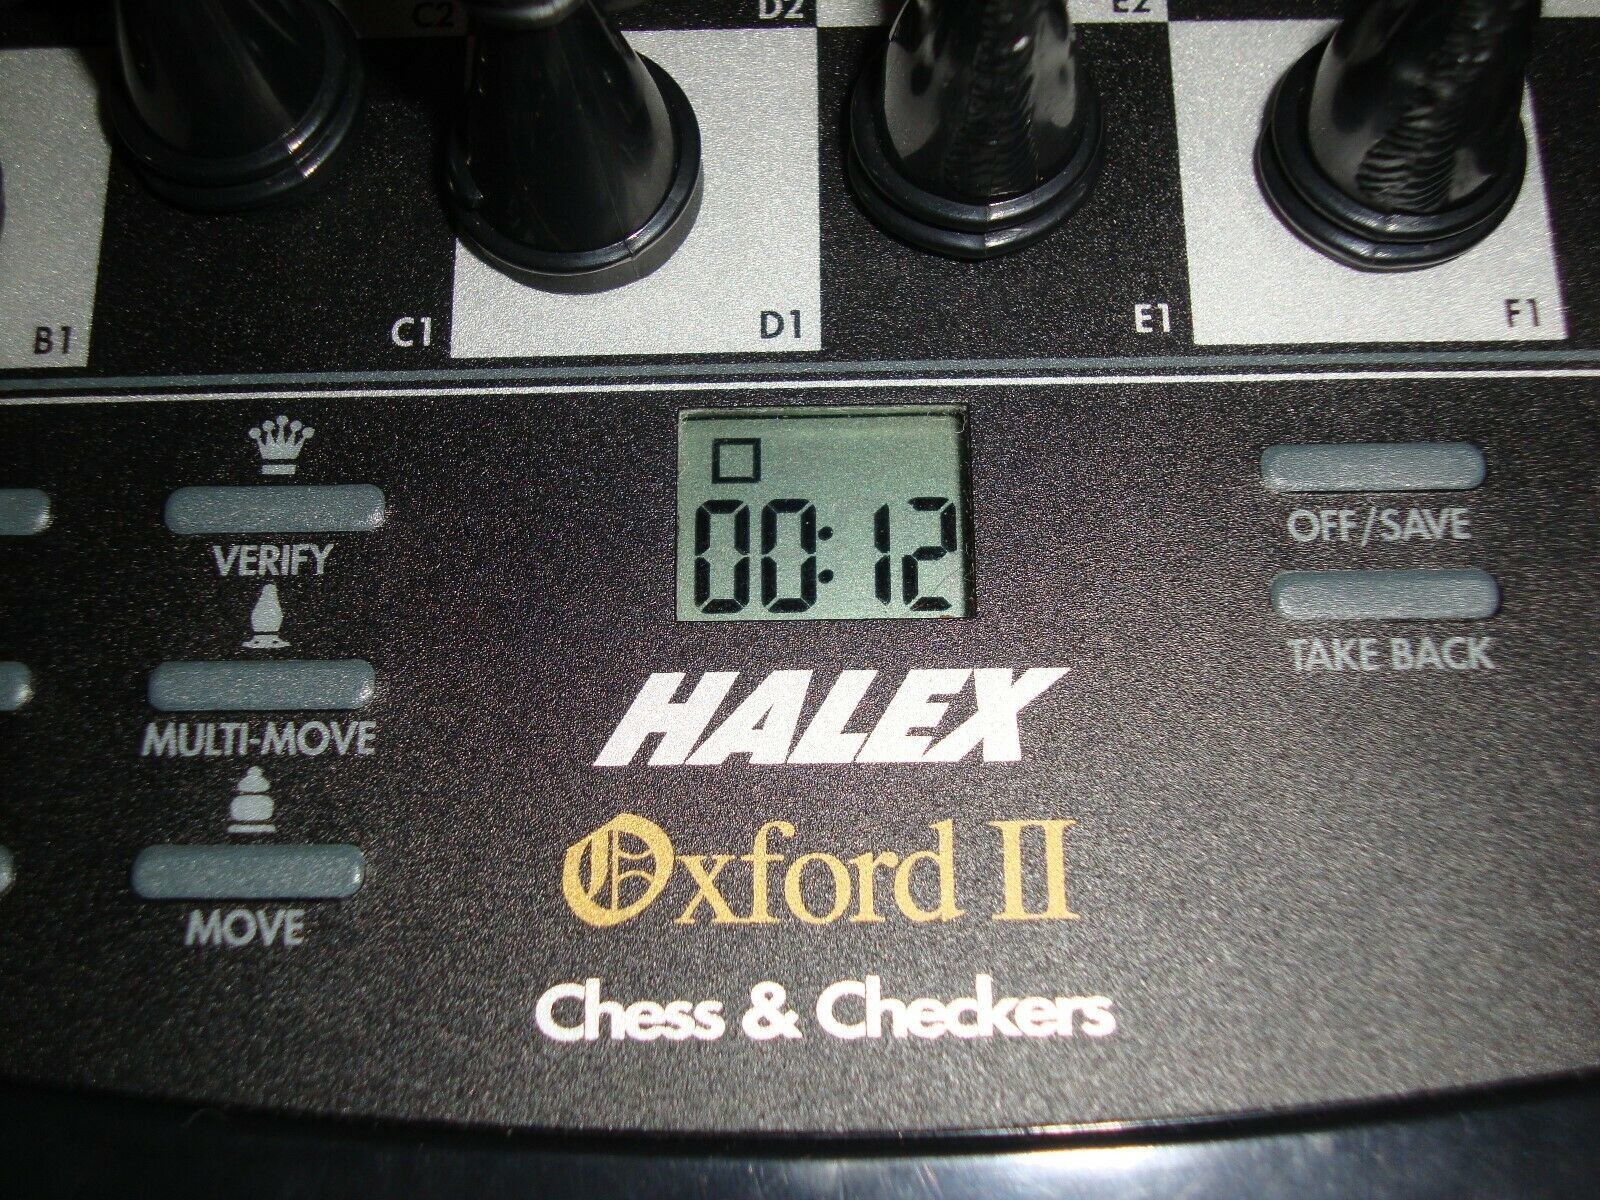 C2
D2
E2
B1
C1
D1
E1
F1
00:12
VERIFY
MULTI-MOVE
MOVE
OFF/SAVE
TAKE BACK
HALEX
Oxford II
Chess & Checkers